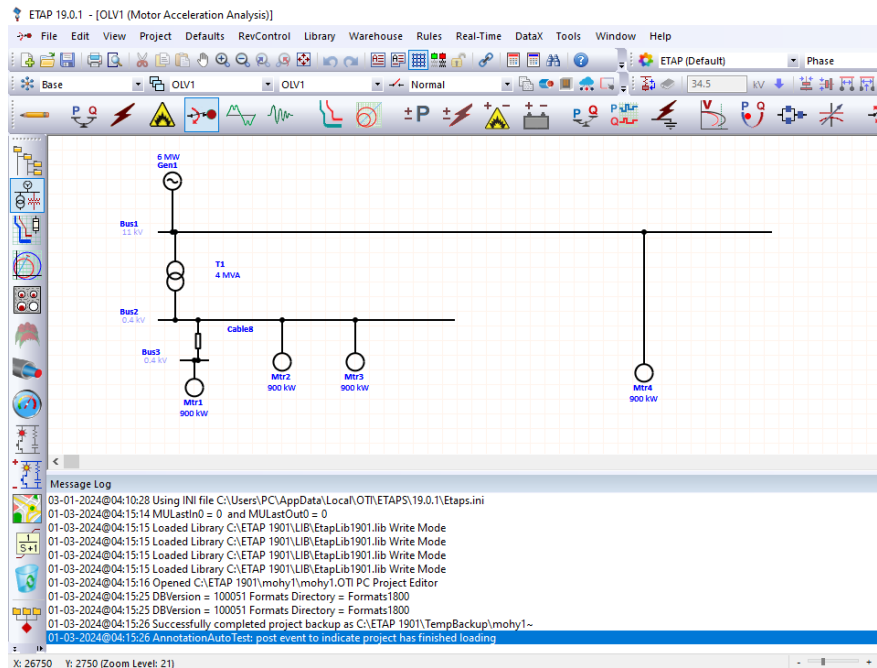 ETAP 19.0.1 - [OLV1 (Motor Acceleration Analysis)]
File Edit View Project Defaults RevControl Library Warehouse Rules Real-Time DataX Tools Window Help
ETAP (Default) Phase
Base OLV1 OLV1 Normal 34.5 kV
P Q ± P P Q V P Q
6 MW
Gen1
Bus1
11 kV
T1
4 MVA
Bus2
0.4 kV
Cable8
Bus3
0.4 kV
Mtr1
900 kW
Mtr2
900 kW
Mtr3
900 kW
Mtr4
900 kW
1
S+1
Message Log
03-01-2024@04:10:28 Using INI file C:\Users\PC\AppData\Local\OTI\ETAPS\19.0.1\Etaps.ini
01-03-2024@04:15:14 MULastIn0 = 0 and MULastOut0 = 0
01-03-2024@04:15:15 Loaded Library C:\ETAP 1901\LIB\EtapLib1901.lib Write Mode
01-03-2024@04:15:15 Loaded Library C:\ETAP 1901\LIB\EtapLib1901.lib Write Mode
01-03-2024@04:15:15 Loaded Library C:\ETAP 1901\LIB\EtapLib1901.lib Write Mode
01-03-2024@04:15:15 Loaded Library C:\ETAP 1901\LIB\EtapLib1901.lib Write Mode
01-03-2024@04:15:16 Opened C:\ETAP 1901\mohy1\mohy1.OTI PC Project Editor
01-03-2024@04:15:25 DBVersion = 100051 Formats Directory = Formats1800
01-03-2024@04:15:25 DBVersion = 100051 Formats Directory = Formats1800
01-03-2024@04:15:26 Successfully completed project backup as C:\ETAP 1901\TempBackup\mohy1~
01-03-2024@04:15:26 AnnotationAutoTest: post event to indicate project has finished loading
X: 26750 Y: 2750 (Zoom Level: 21)